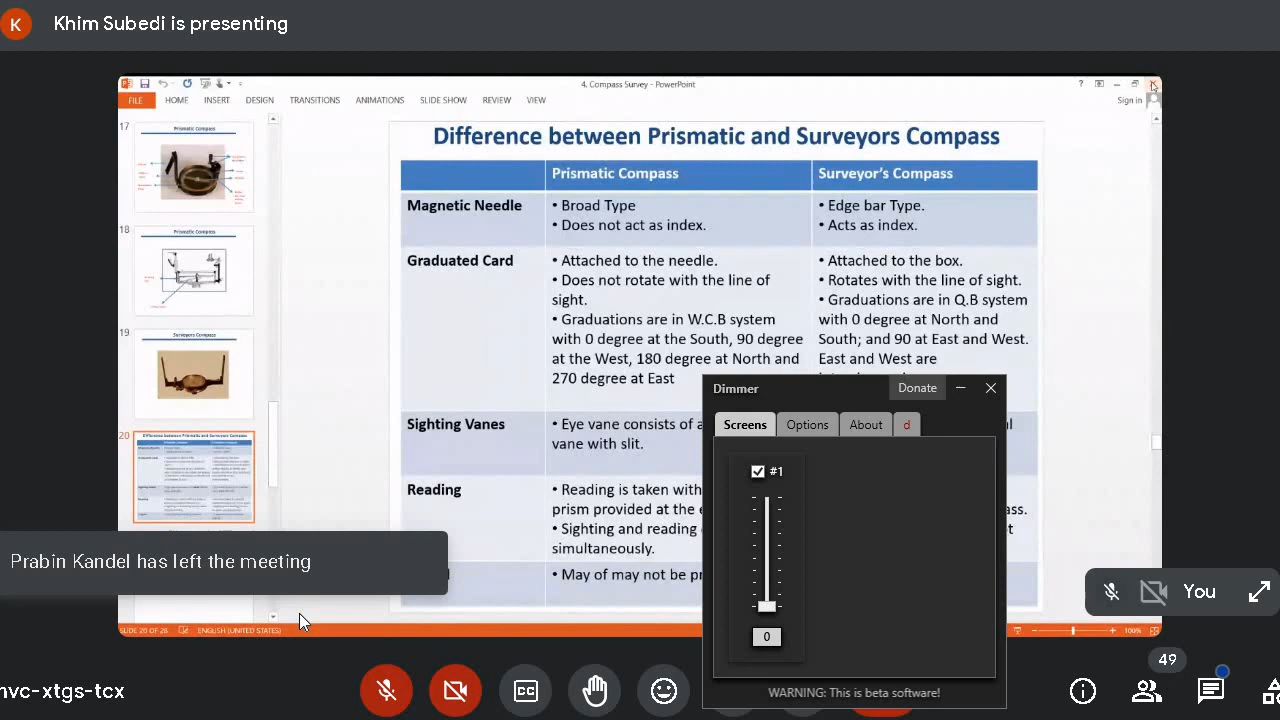 K
Khim Subedi is presenting
4. Compass Survey - PowerPoint
?
FILE HOME INSERT DESIGN TRANSITIONS ANIMATIONS SLIDE SHOW REVIEW VIEW
Sign in
17
Prismatic Compass
18
Prismatic Compass
19
Surveyors Compass
20
Difference between Prismatic and Surveyors Compass
Difference between Prismatic and Surveyors Compass
Prismatic Compass
Surveyor's Compass
Magnetic Needle
• Broad Type
• Does not act as index.
• Edge bar Type.
• Acts as index.
Graduated Card
• Attached to the needle.
• Does not rotate with the line of
sight.
• Graduations are in W.C.B system
with 0 degree at the South, 90 degree
at the West, 180 degree at North and
270 degree at East
• Attached to the box.
• Rotates with the line of sight.
• Graduations are in Q.B system
with 0 degree at North and
South; and 90 at East and West.
East and West are
Sighting Vanes
• Eye vane consists of a
vane with slit.
Reading
• Reading is taken with
prism provided at the
• Sighting and reading
simultaneously.
• May of may not be pr
Dimmer
Donate
Screens
Options
About
d
#1
0
WARNING: This is beta software!
Prabin Kandel has left the meeting
SLIDE 20 OF 28
ENGLISH (UNITED STATES)
100%
You
49
nvc-xtgs-tcx
CC